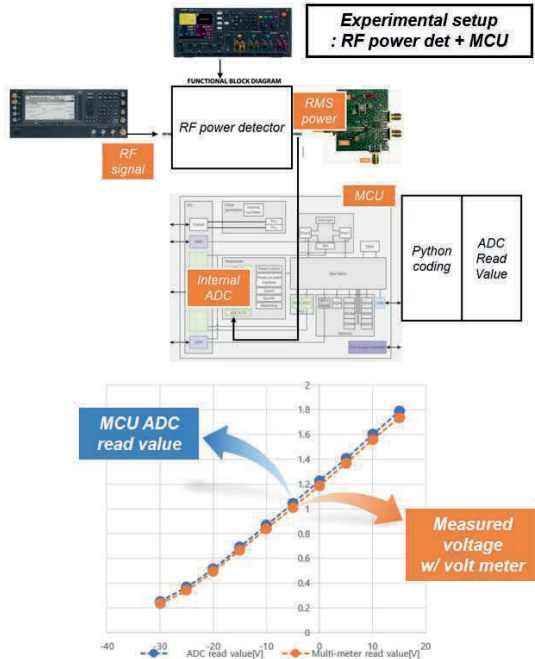 Experimental setup
: RF power det + MCU
FUNCTIONAL BLOCK DIAGRAM
RF power detector
RMS
power
RF
signal
MCU
Internal
ADC
Python
coding
ADC
Read
Value
MCU ADC
read value
Measured
voltage
w/ volt meter
2
1.8
1.6
1.4
1.2
1
0.8
0.6
0.4
0.2
0
-40
-30
-20
-10
0
10
20
ADC read value[V]
Multi-meter read value[V]